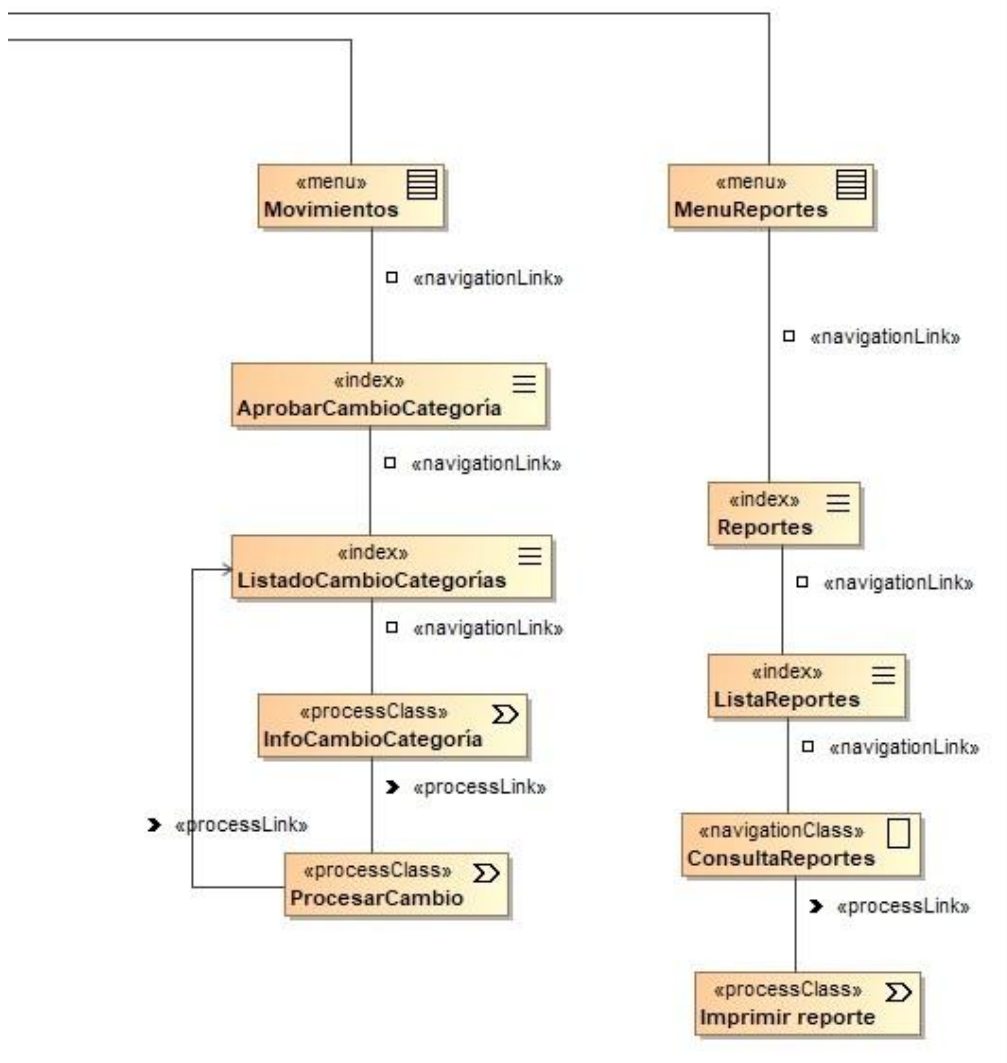 «menu»
Movimientos
«navigationLink»
«index»
AprobarCambioCategoría
«navigationLink»
«index»
ListadoCambioCategorías
«navigationLink»
«processClass»
InfoCambioCategoría
«processLink»
«processLink»
«processClass»
ProcesarCambio
«menu»
MenuReportes
«navigationLink»
«index»
Reportes
«navigationLink»
«index»
ListaReportes
«navigationLink»
«navigationClass»
ConsultaReportes
«processLink»
«processClass»
Imprimir reporte